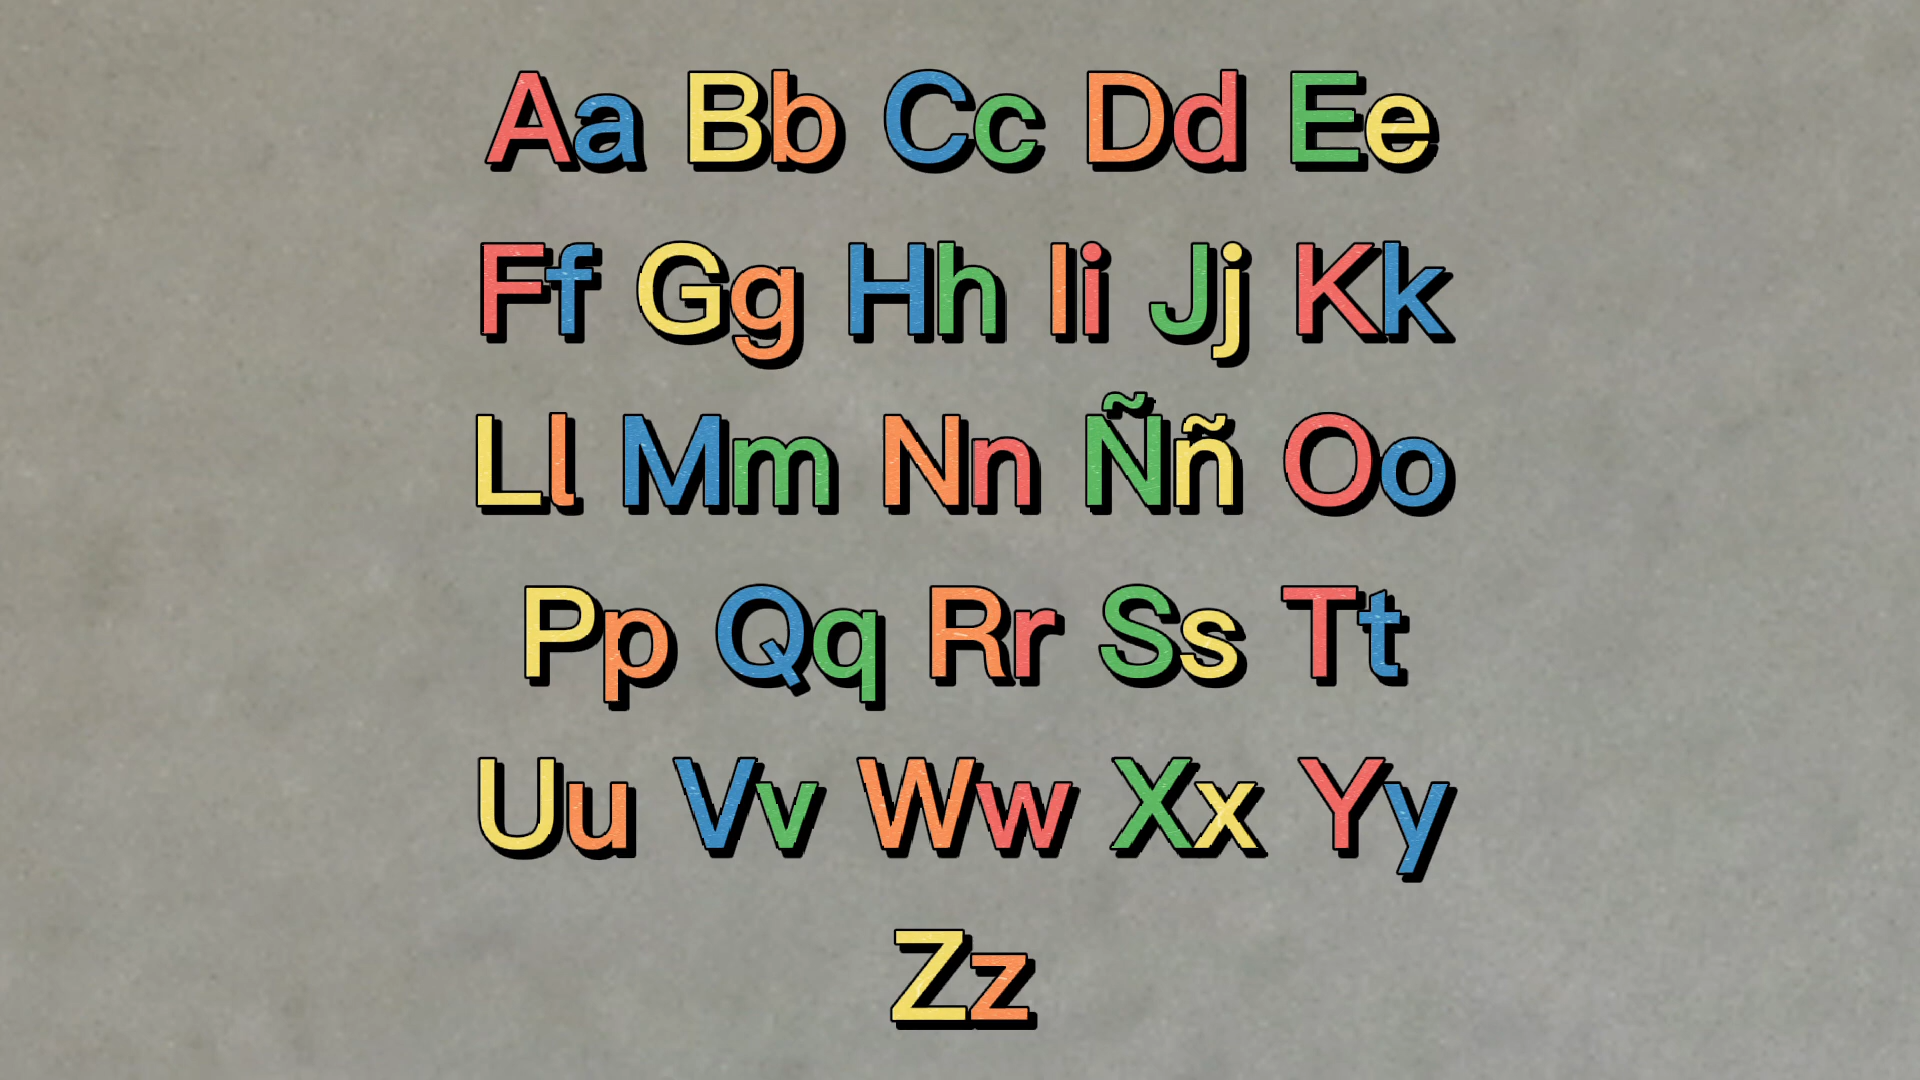 Aa Bb Cc Dd Ee
Ff Gg Hh Ii Jj Kk
Ll Mm Nn Ññ Oo
Pp Qq Rr Ss Tt
Uu Vv Ww Xx Yy
Zz